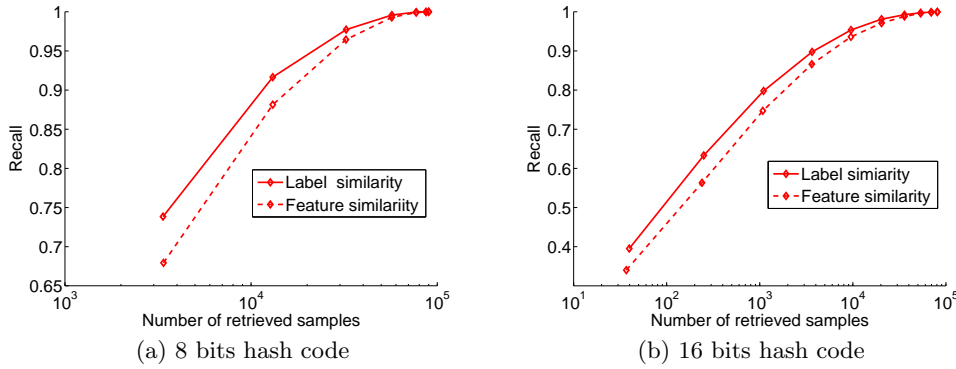 1
0.95
0.9
0.85
0.8
0.75
0.7
0.65
Recall
Label similarity
Feature similariity
10^3
10^4
10^5
Number of retrieved samples
(a) 8 bits hash code
1
0.9
0.8
0.7
0.6
0.5
0.4
Recall
Label simiarity
Feature similarity
10^1
10^2
10^3
10^4
10^5
Number of retrieved samples
(b) 16 bits hash code